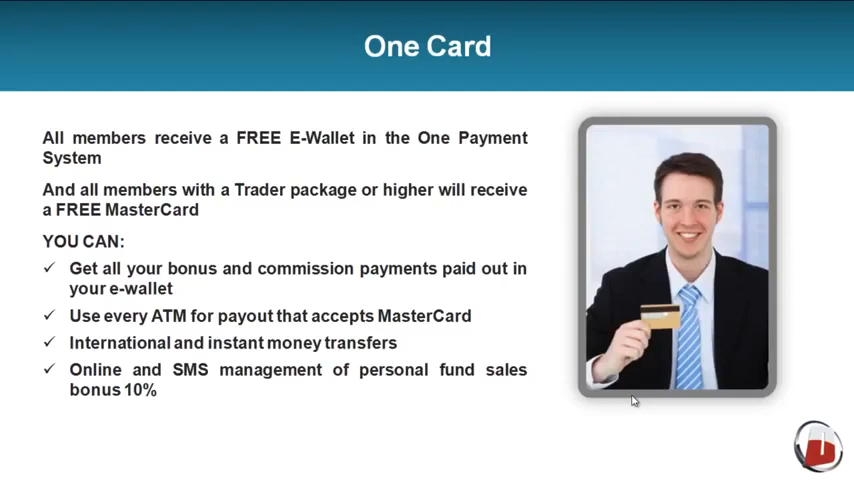 One Card
All members receive a FREE E-Wallet in the One Payment
System
And all members with a Trader package or higher will receive
a FREE MasterCard
YOU CAN:
✓ Get all your bonus and commission payments paid out in
your e-wallet
✓ Use every ATM for payout that accepts MasterCard
✓ International and instant money transfers
✓ Online and SMS management of personal fund sales
bonus 10%